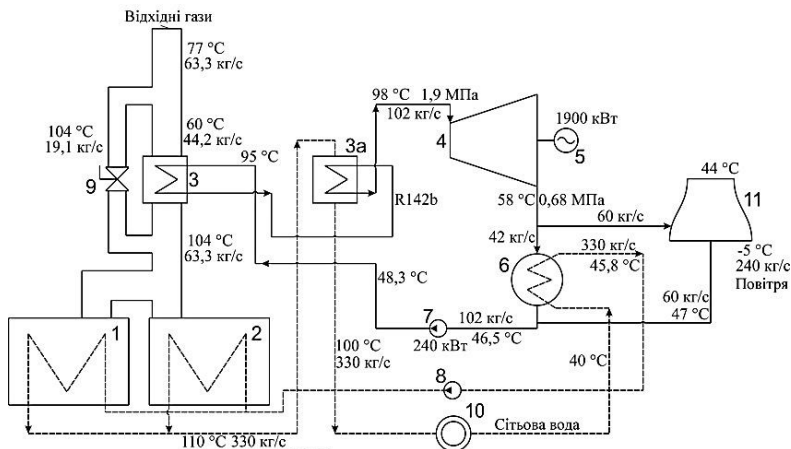 Відхідні гази
77 °C
63,3 кг/с
104 °C
19,1 кг/с
60 °C
44,2 кг/с
9
3
95 °C
3а
98 °C 1,9 МПа
102 кг/с
4
1900 кВт
5
R142b
58 °C 0,68 МПа
60 кг/с
44 °C
11
-5 °C
240 кг/с
Повітря
104 °C
63,3 кг/с
42 кг/с
6
330 кг/с
45,8 °C
48,3 °C
7
240 кВт
102 кг/с
46,5 °C
60 кг/с
47 °C
1
2
100 °C
330 кг/с
40 °C
8
10
Сітьова вода
110 °C 330 кг/с